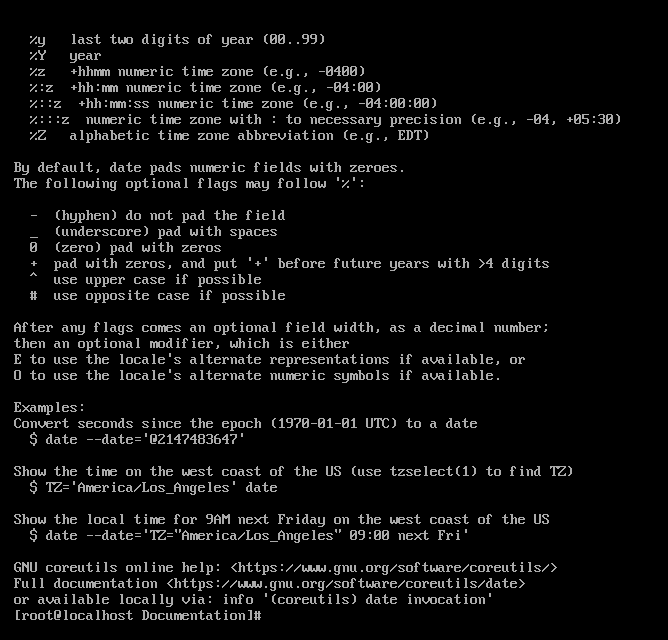 %y   last two digits of year (00..99)
%Y   year
%z   +hhmm numeric time zone (e.g., -0400)
%:z  +hh:mm numeric time zone (e.g., -04:00)
%::z  +hh:mm:ss numeric time zone (e.g., -04:00:00)
%:::z  numeric time zone with : to necessary precision (e.g., -04, +05:30)
%Z   alphabetic time zone abbreviation (e.g., EDT)

By default, date pads numeric fields with zeroes.
The following optional flags may follow '%':

-  (hyphen) do not pad the field
_  (underscore) pad with spaces
0  (zero) pad with zeros
+  pad with zeros, and put '+' before future years with >4 digits
^  use upper case if possible
#  use opposite case if possible

After any flags comes an optional field width, as a decimal number;
then an optional modifier, which is either
E to use the locale's alternate representations if available, or
O to use the locale's alternate numeric symbols if available.

Examples:
Convert seconds since the epoch (1970-01-01 UTC) to a date
  $ date --date='@2147483647'

Show the time on the west coast of the US (use tzselect(1) to find TZ)
  $ TZ='America/Los_Angeles' date

Show the local time for 9AM next Friday on the west coast of the US
  $ date --date='TZ="America/Los_Angeles" 09:00 next Fri'

GNU coreutils online help: <https://www.gnu.org/software/coreutils/>
Full documentation <https://www.gnu.org/software/coreutils/date>
or available locally via: info '(coreutils) date invocation'
[root@localhost Documentation]#